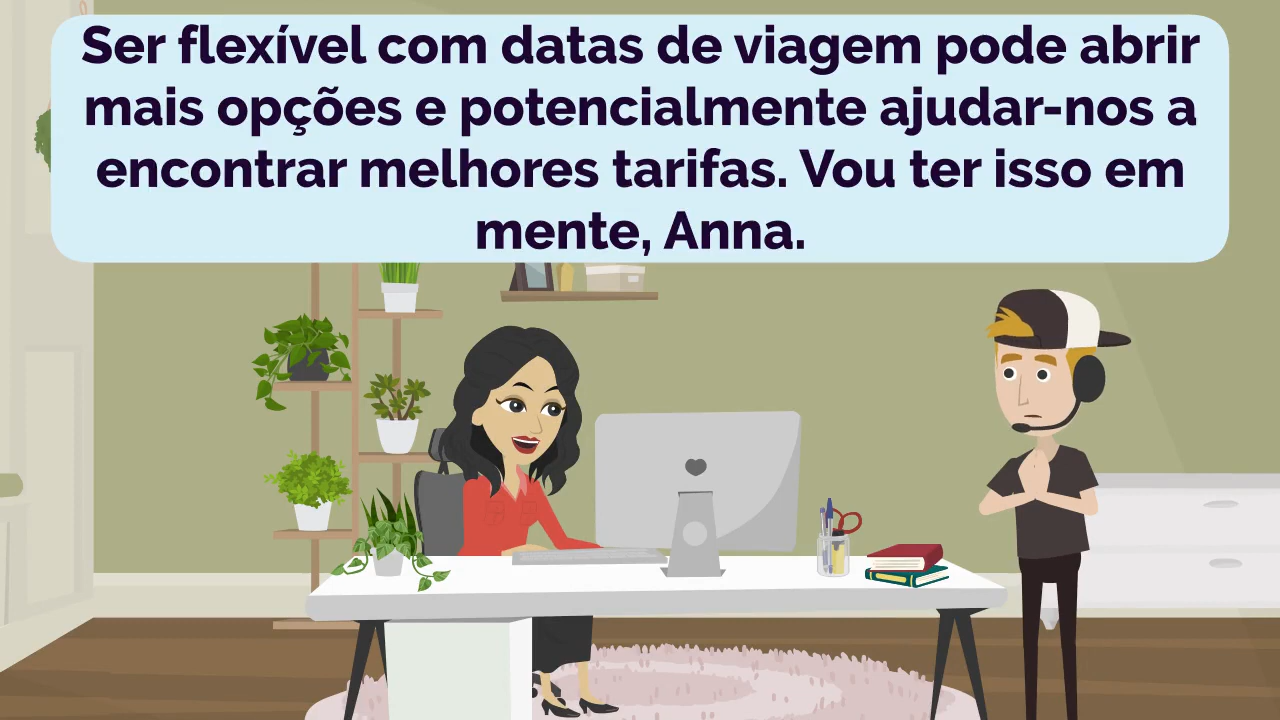 Ser flexível com datas de viagem pode abrir
mais opções e potencialmente ajudar-nos a
encontrar melhores tarifas. Vou ter isso em
mente, Anna.